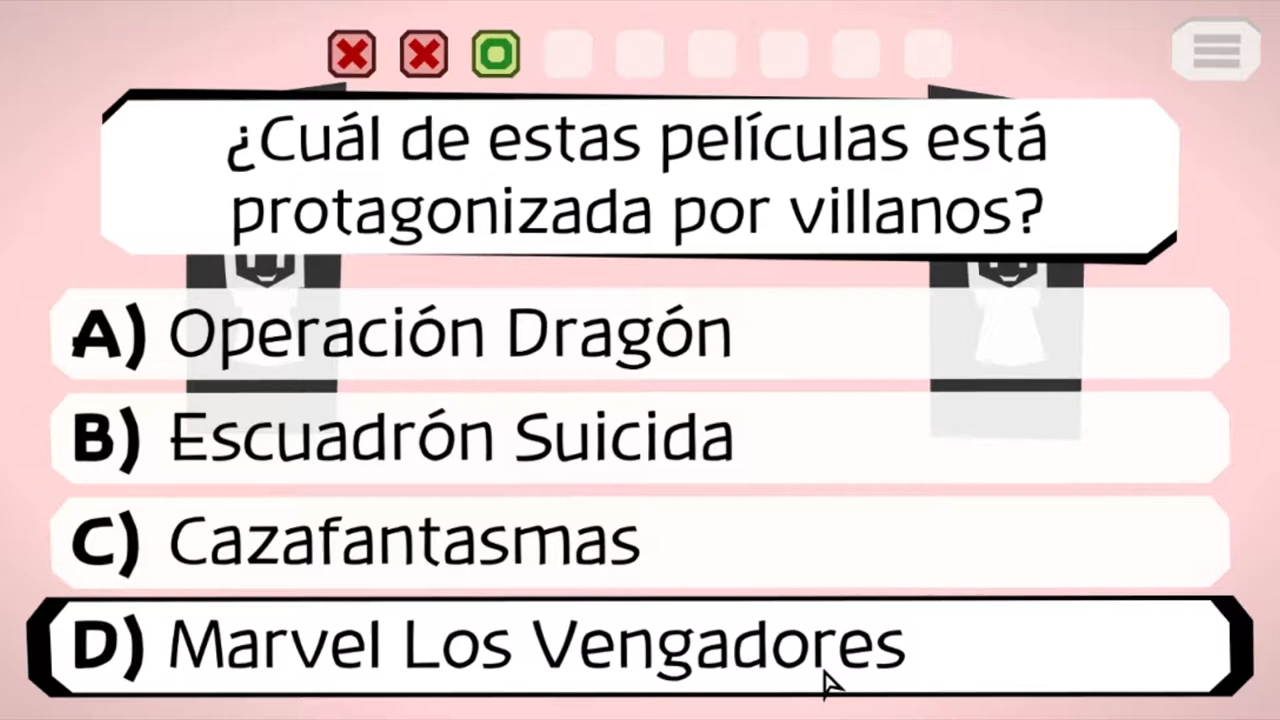 ¿Cuál de estas películas está
protagonizada por villanos?
A) Operación Dragón
B) Escuadrón Suicida
C) Cazafantasmas
D) Marvel Los Vengadores